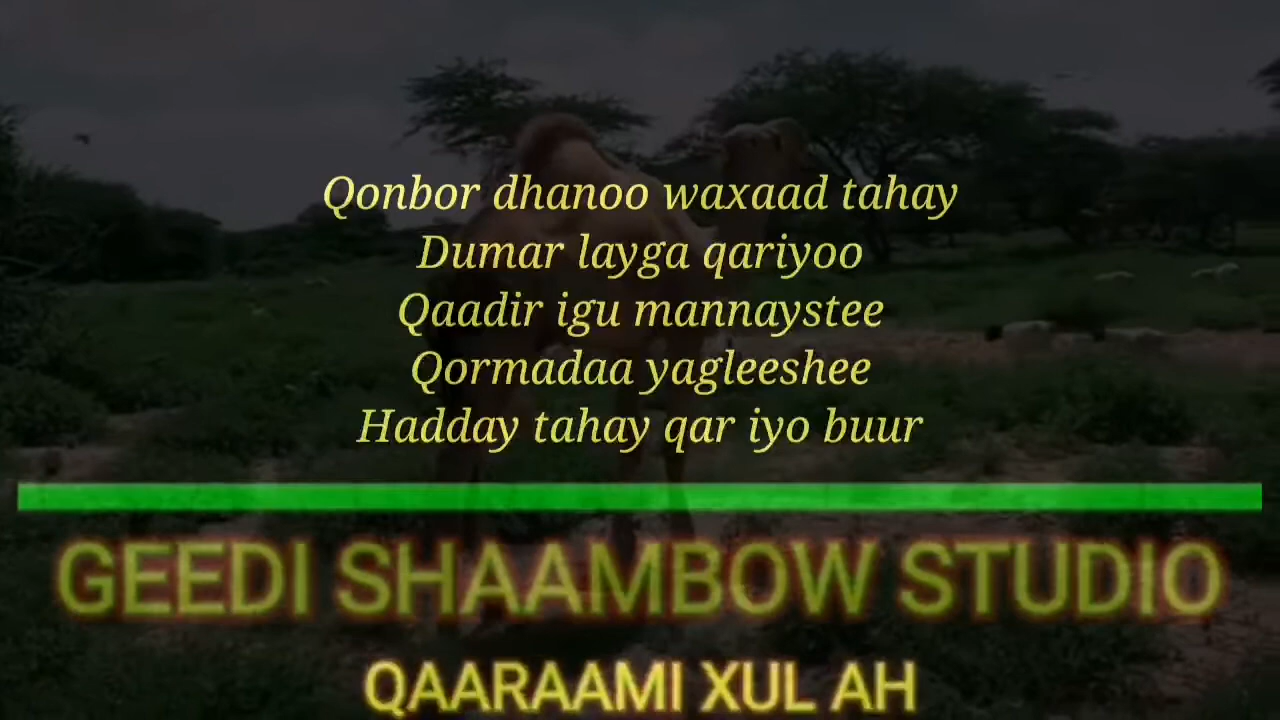 Qonbor dhanoo waxaad tahay
Dumar layga qariyoo
Qaadir igu mannaystee
Qormadaa yagleeshee
Hadday tahay qar iyo buur
GEEDI SHAAMBOW STUDIO
QAARAAMI XUL AH